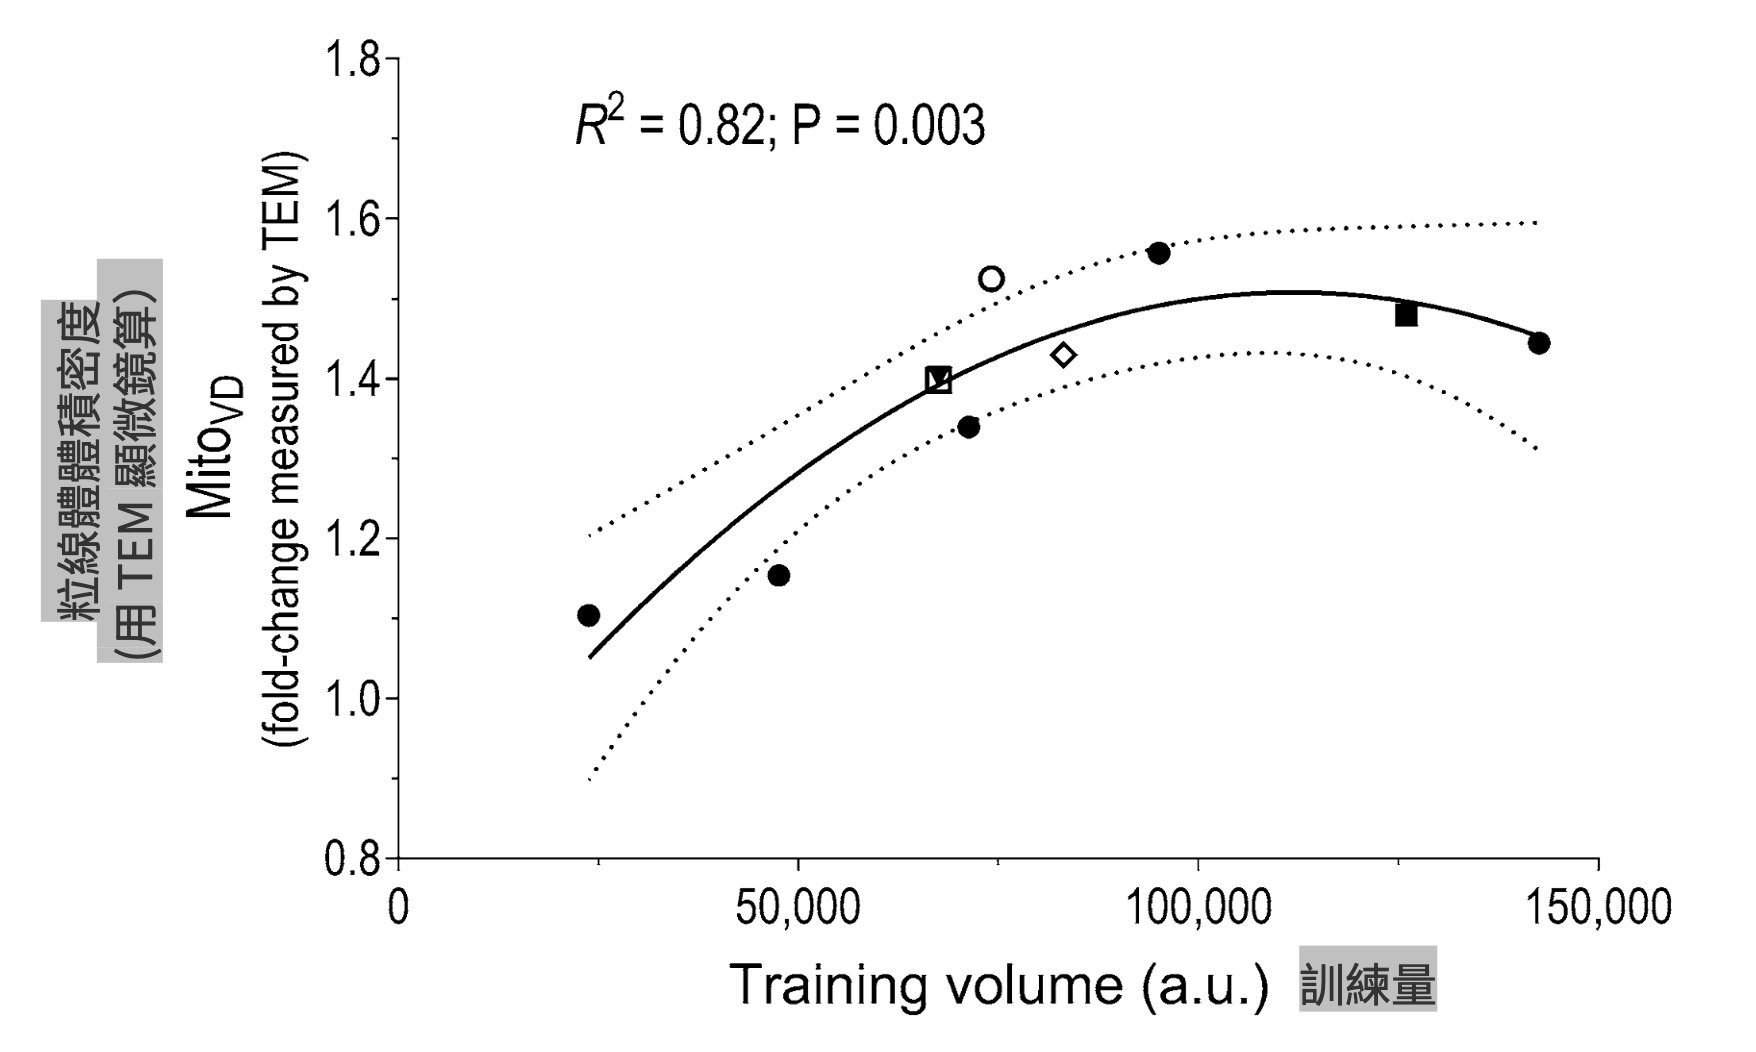 1.8
R² = 0.82; P = 0.003
1.6
1.4
1.2
1.0
0.8
粒線體體積密度
(用 TEM 顯微鏡算)
MitoVD
(fold-change measured by TEM)
0
50,000
100,000
150,000
Training volume (a.u.)
訓練量